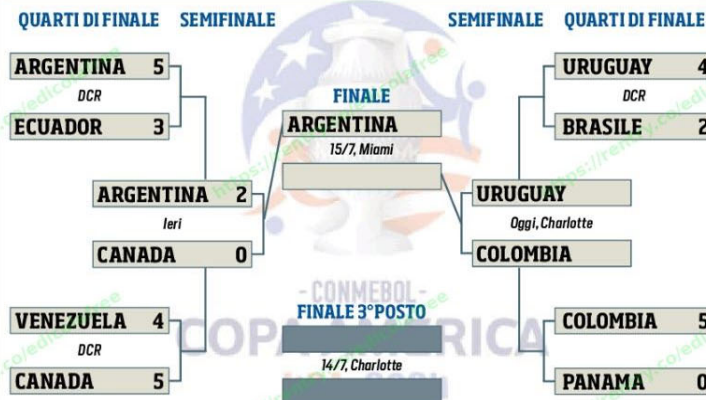 QUARTI DI FINALE SEMIFINALE
SEMIFINALE QUARTI DI FINALE
ARGENTINA 5
DCR
ECUADOR 3
ARGENTINA 2
Ieri
CANADA 0
VENEZUELA 4
DCR
CANADA 5
FINALE
ARGENTINA
15/7, Miami
URUGUAY 4
DCR
BRASILE 2
URUGUAY
Oggi, Charlotte
COLOMBIA
COLOMBIA 5
PANAMA 0
- CONMEBOL -
COPA AMERICA
FINALE 3°POSTO
14/7, Charlotte